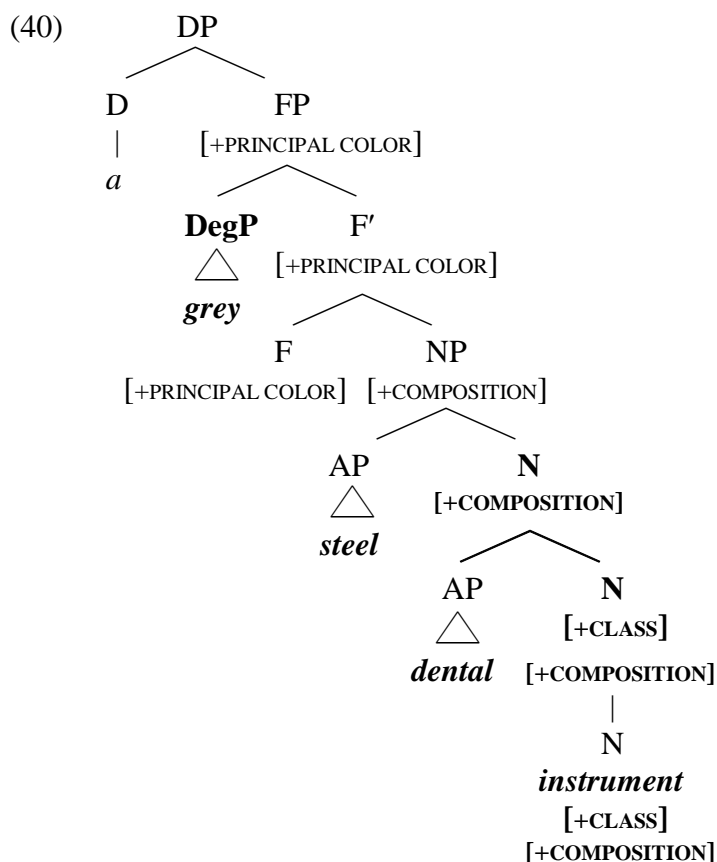 (40) DP
D FP
[+PRINCIPAL COLOR]
a
DegP F′
[+PRINCIPAL COLOR]
grey
F NP
[+PRINCIPAL COLOR] [+COMPOSITION]
AP N
[+COMPOSITION]
steel
AP N
[+CLASS]
dental [+COMPOSITION]
N
instrument
[+CLASS]
[+COMPOSITION]